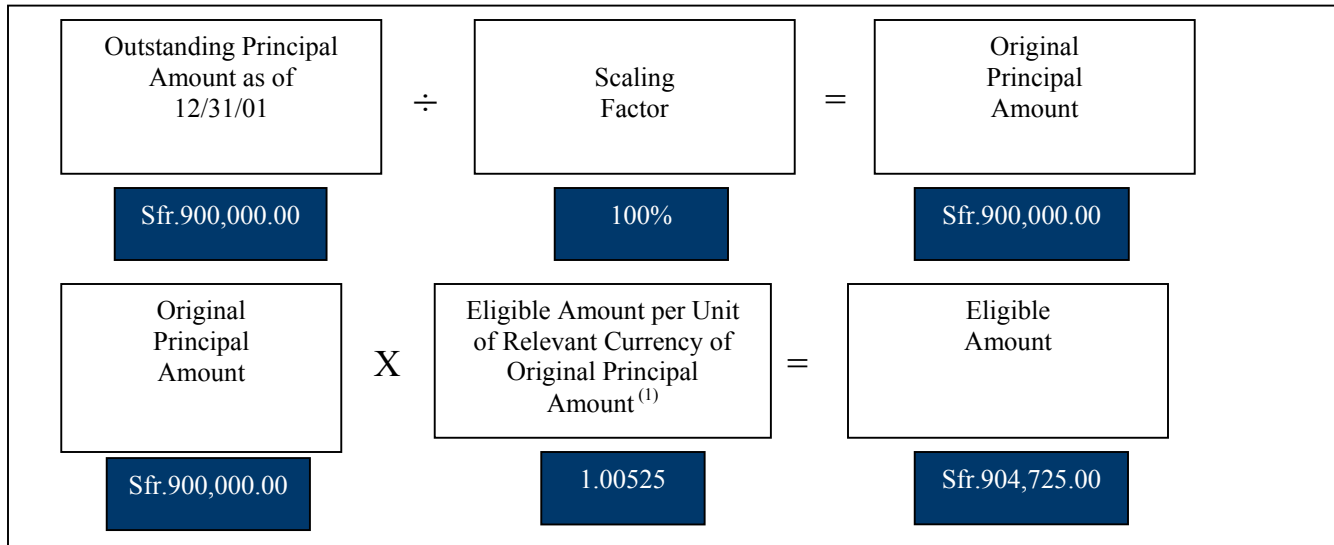 Outstanding Principal
Amount as of
12/31/01
÷
Scaling
Factor
=
Original
Principal
Amount
Sfr.900,000.00
100%
Sfr.900,000.00
Original
Principal
Amount
X
Eligible Amount per Unit
of Relevant Currency of
Original Principal
Amount (1)
=
Eligible
Amount
Sfr.900,000.00
1.00525
Sfr.904,725.00